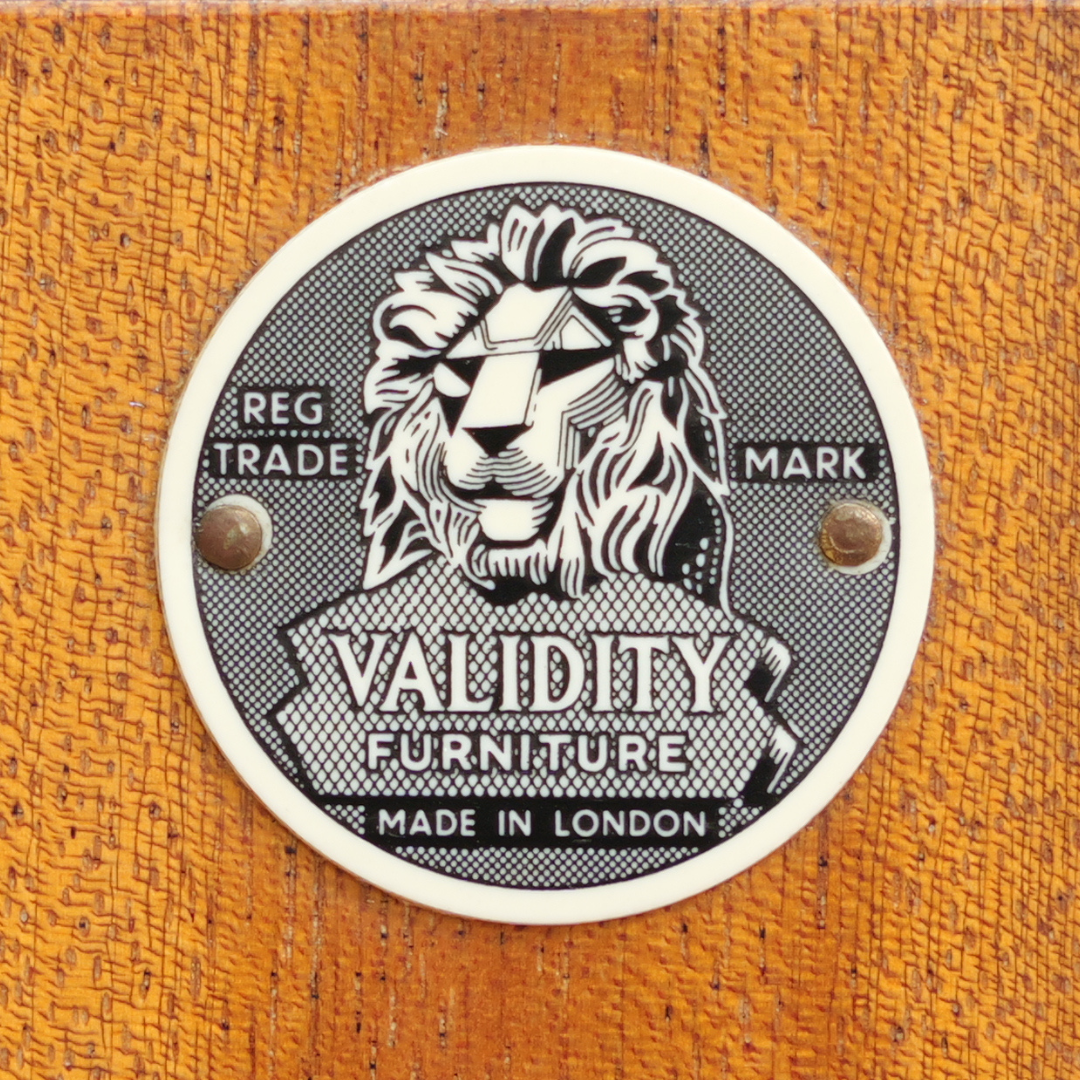 REG
TRADE MARK
VALIDITY
FURNITURE
MADE IN LONDON